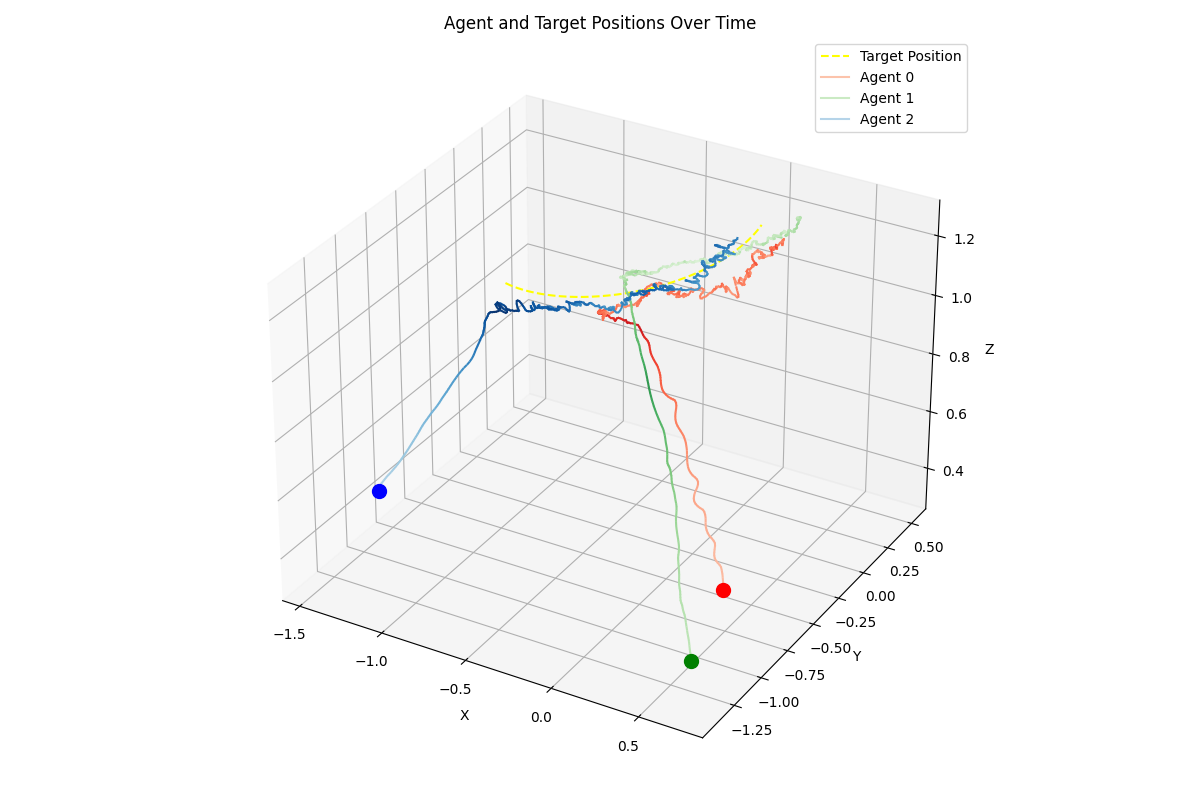 Agent and Target Positions Over Time
Target Position
Agent 0
Agent 1
Agent 2
1.2
1.0
0.8
0.6
0.4
Z
0.50
0.25
0.00
−0.25
−0.50
−0.75
−1.00
−1.25
Y
−1.5
−1.0
−0.5
0.0
0.5
X